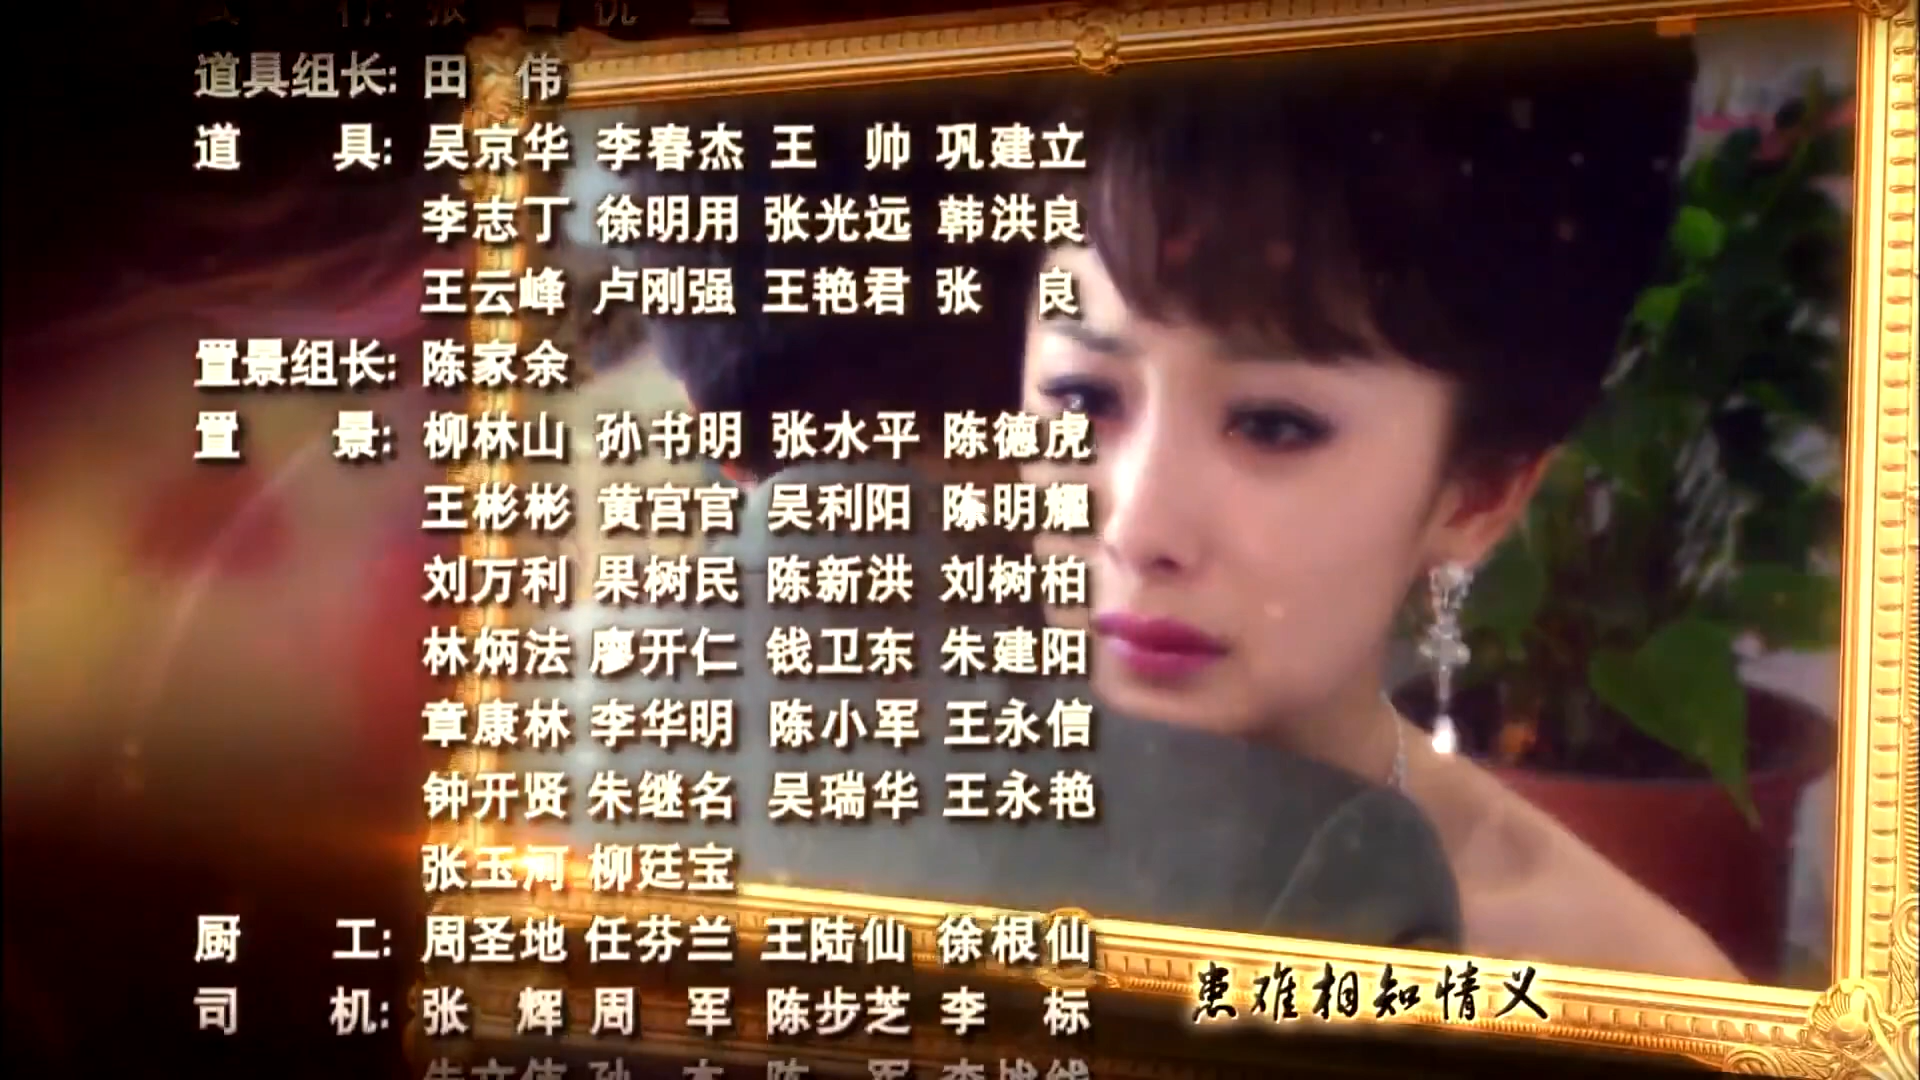 道具组长: 田 伟
道 具: 吴京华 李春杰 王 帅 巩建立
李志丁 徐明用 张光远 韩洪良
王云峰 卢刚强 王艳君 张 良
置景组长: 陈家余
置 景: 柳林山 孙书明 张水平 陈德虎
王彬彬 黄宫官 吴利阳 陈明耀
刘万利 果树民 陈新洪 刘树柏
林炳法 廖开仁 钱卫东 朱建阳
章康林 李华明 陈小军 王永信
钟开贤 朱继名 吴瑞华 王永艳
张玉河 柳廷宝
厨 工: 周圣地 任芬兰 王陆仙 徐根仙
司 机: 张 辉 周 军 陈步芝 李 标
患难相知情义